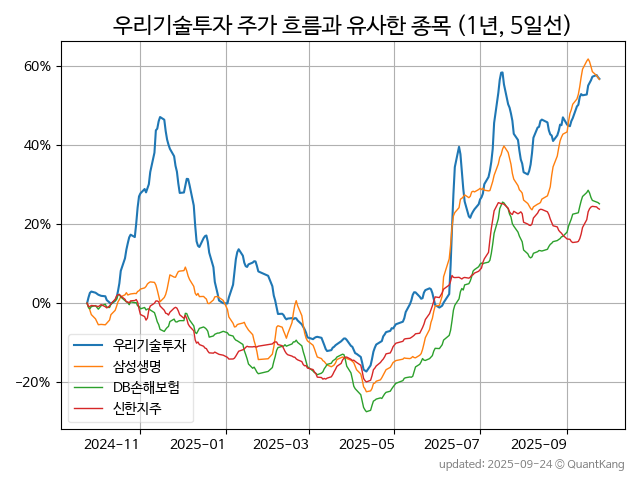 우리기술투자 주가 흐름과 유사한 종목 (1년, 5일선)
60%
40%
20%
0%
−20%
우리기술투자
삼성생명
DB손해보험
신한지주
2024-11
2025-01
2025-03
2025-05
2025-07
2025-09
updated: 2025-09-24 © QuantKang